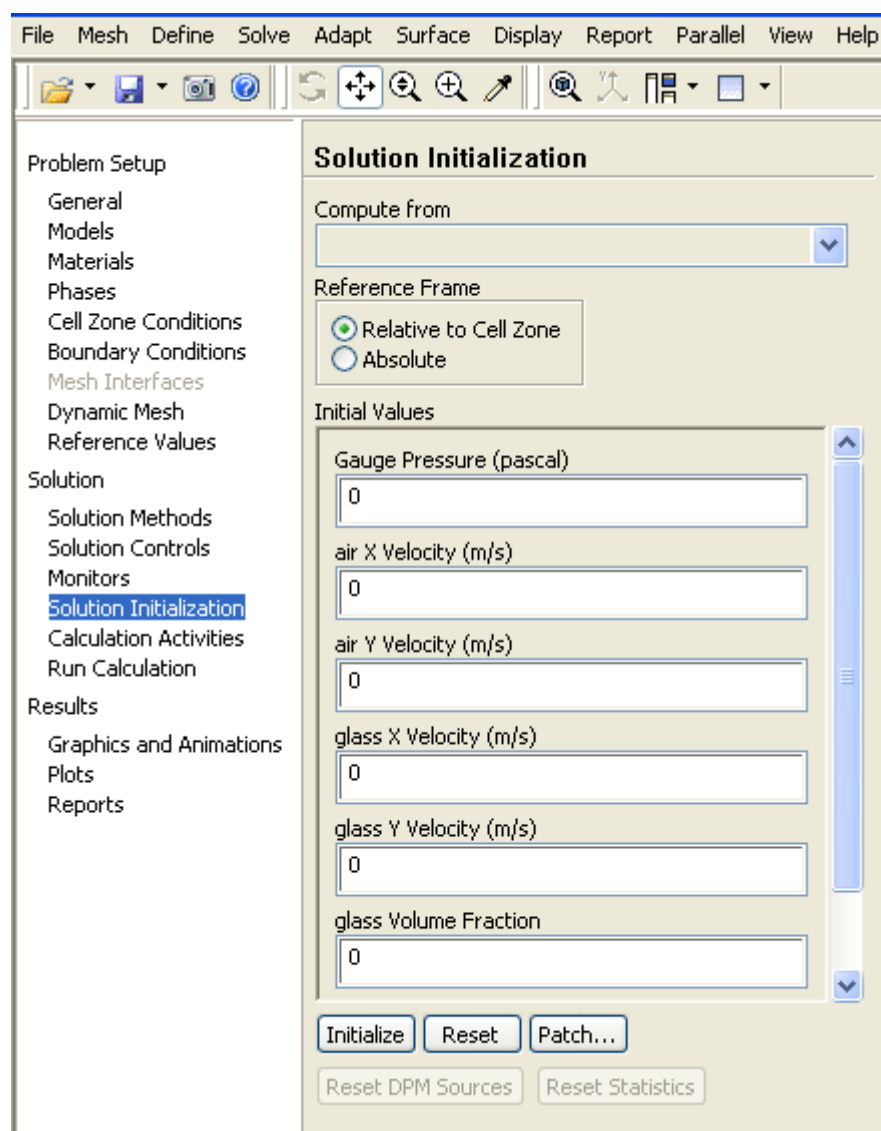 File Mesh Define Solve Adapt Surface Display Report Parallel View Help
Problem Setup
General
Models
Materials
Phases
Cell Zone Conditions
Boundary Conditions
Mesh Interfaces
Dynamic Mesh
Reference Values
Solution
Solution Methods
Solution Controls
Monitors
Solution Initialization
Calculation Activities
Run Calculation
Results
Graphics and Animations
Plots
Reports
Solution Initialization
Compute from
Reference Frame
Relative to Cell Zone
Absolute
Initial Values
Gauge Pressure (pascal)
0
air X Velocity (m/s)
0
air Y Velocity (m/s)
0
glass X Velocity (m/s)
0
glass Y Velocity (m/s)
0
glass Volume Fraction
0
Initialize Reset Patch...
Reset DPM Sources Reset Statistics